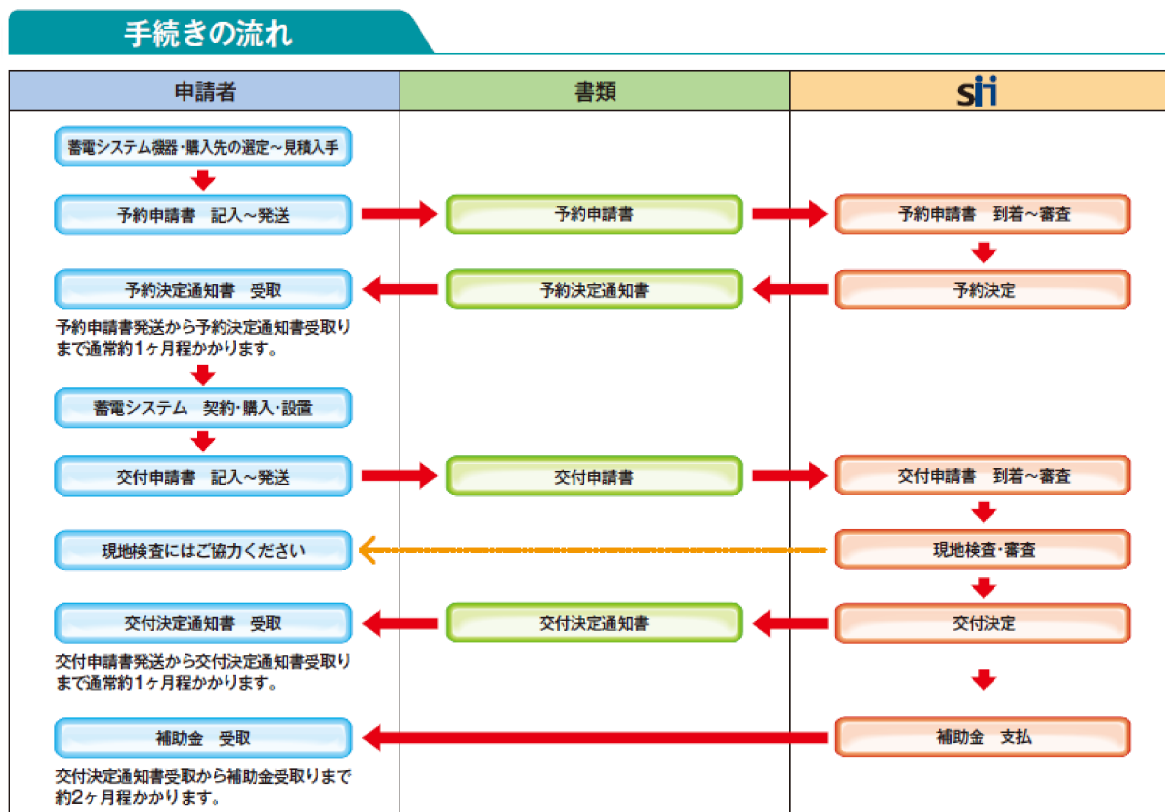 手続きの流れ
申請者
書類
sii
蓄電システム機器・購入先の選定～見積入手
予約申請書　記入～発送
予約申請書
予約申請書　到着～審査
予約決定通知書　受取
予約決定通知書
予約決定
予約申請書発送から予約決定通知書受取り
まで通常約1ヶ月程かかります。
蓄電システム　契約・購入・設置
交付申請書　記入～発送
交付申請書
交付申請書　到着～審査
現地検査にはご協力ください
現地検査・審査
交付決定通知書　受取
交付決定通知書
交付決定
交付申請書発送から交付決定通知書受取り
まで通常約1ヶ月程かかります。
補助金　受取
補助金　支払
交付決定通知書受取から補助金受取りまで
約2ヶ月程かかります。